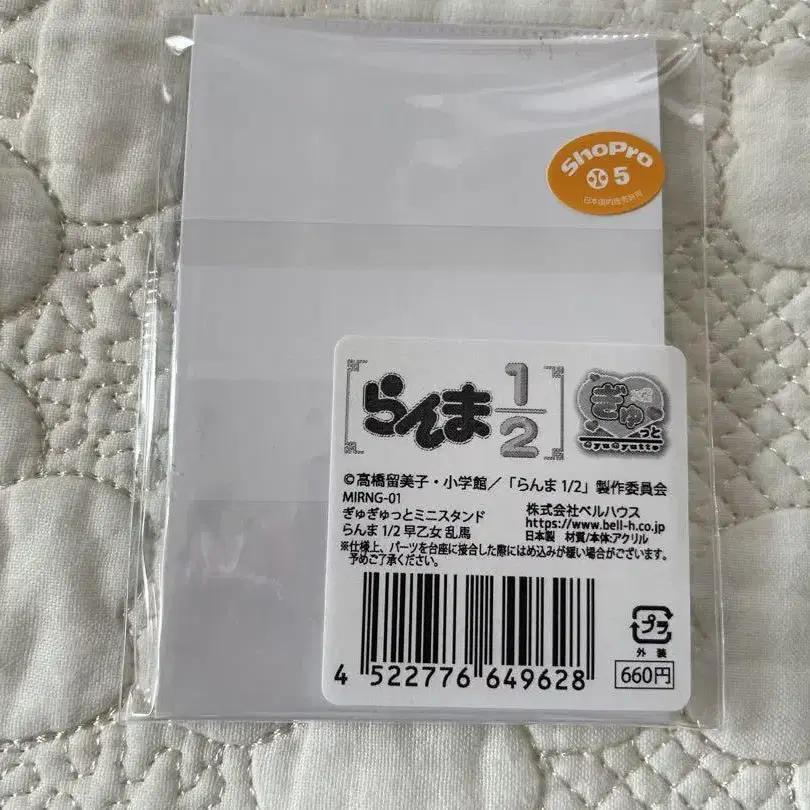 ShoPro
5
日本国内販売許可
らんま1/2
ぎゅっと
GyuGyutto
©高橋留美子・小学館／「らんま 1/2」製作委員会
MIRNG-01
ぎゅぎゅっとミニスタンド
らんま 1/2 早乙女 乱馬
株式会社ベルハウス
https://www.bell-h.co.jp
日本製 材質/本体:アクリル
※仕様上、パーツを台座に接合した際にはめ込みが緩い場合がございます。
予めご了承ください。
4 522776 649628
プラ
外装
660円